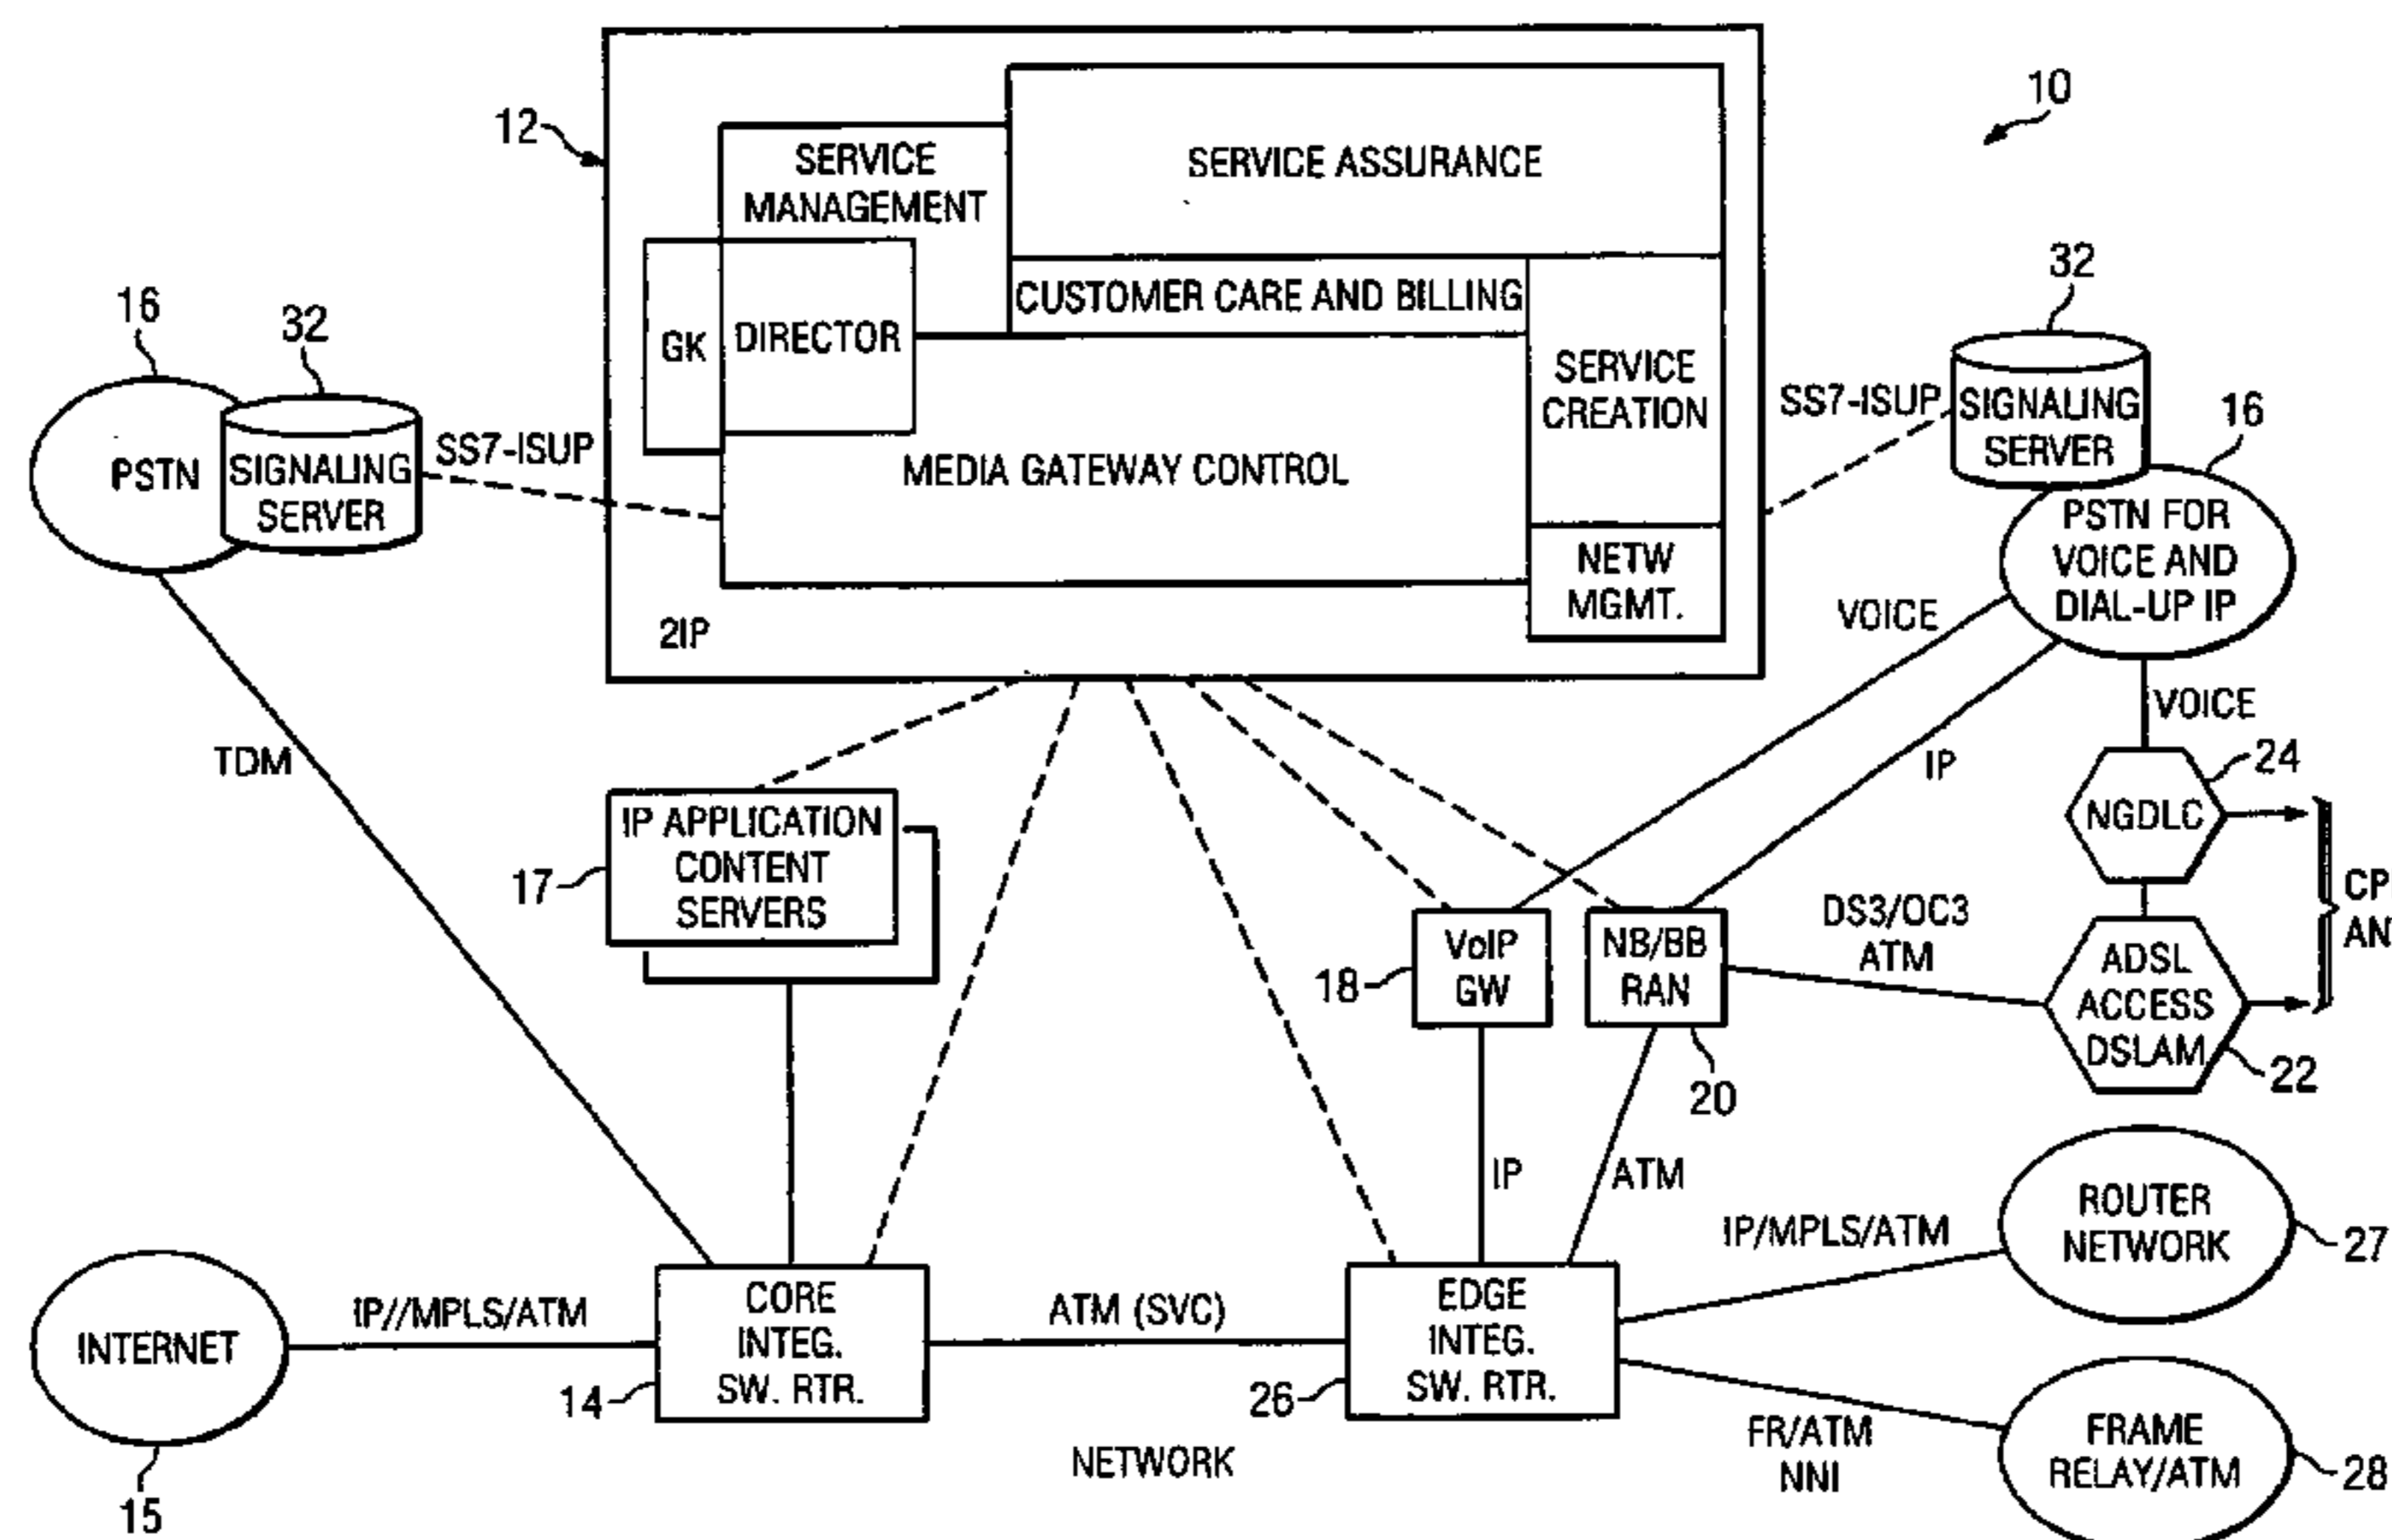 10
12
SERVICE
MANAGEMENT
SERVICE ASSURANCE
GK
DIRECTOR
CUSTOMER CARE AND BILLING
SERVICE
CREATION
MEDIA GATEWAY CONTROL
NETW
MGMT.
2IP
16
32
PSTN
SIGNALING
SERVER
SS7-ISUP
SS7-ISUP
32
SIGNALING
SERVER
16
PSTN FOR
VOICE AND
DIAL-UP IP
VOICE
IP
VOICE
24
NGDLC
TDM
IP APPLICATION
CONTENT
SERVERS
17
VoIP
GW
18
NB/BB
RAN
20
DS3/OC3
ATM
ADSL
ACCESS
DSLAM
22
CP
AN
IP
ATM
INTERNET
15
IP//MPLS/ATM
CORE
INTEG.
SW. RTR.
14
ATM (SVC)
EDGE
INTEG.
SW. RTR.
26
IP/MPLS/ATM
ROUTER
NETWORK
27
FR/ATM
NNI
FRAME
RELAY/ATM
28
NETWORK